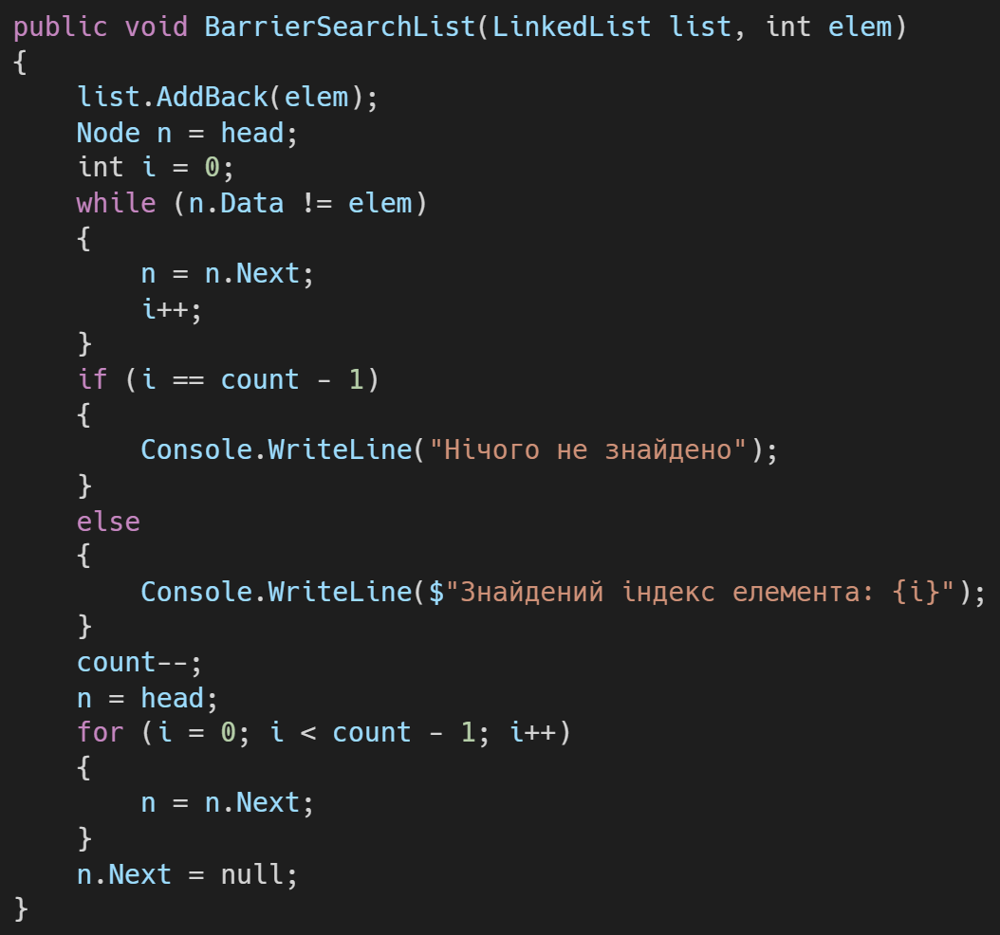 public void BarrierSearchList(LinkedList list, int elem)
{
    list.AddBack(elem);
    Node n = head;
    int i = 0;
    while (n.Data != elem)
    {
        n = n.Next;
        i++;
    }
    if (i == count - 1)
    {
        Console.WriteLine("Нічого не знайдено");
    }
    else
    {
        Console.WriteLine($"Знайдений індекс елемента: {i}");
    }
    count--;
    n = head;
    for (i = 0; i < count - 1; i++)
    {
        n = n.Next;
    }
    n.Next = null;
}